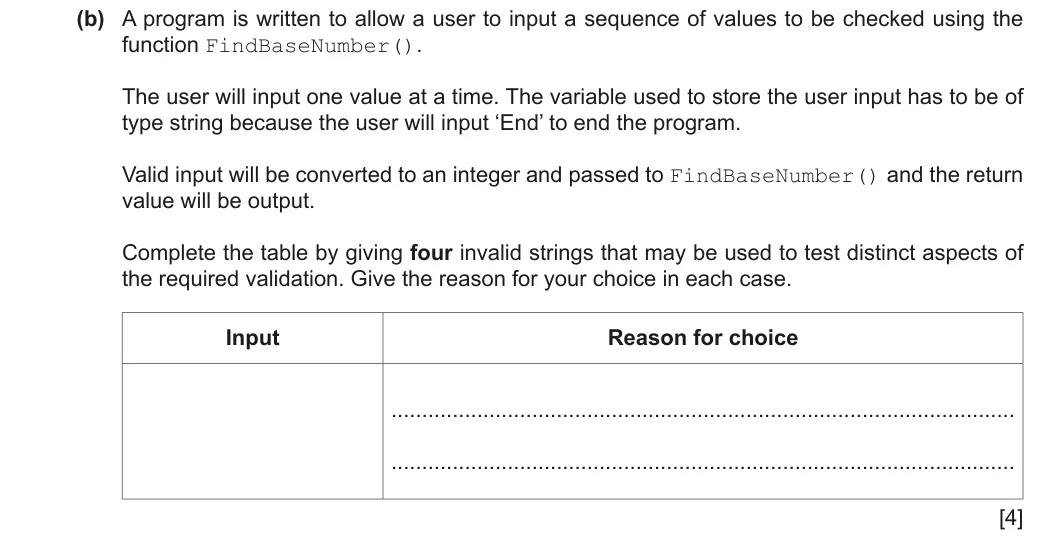 (b) A program is written to allow a user to input a sequence of values to be checked using the
function FindBaseNumber().
The user will input one value at a time. The variable used to store the user input has to be of
type string because the user will input ‘End’ to end the program.
Valid input will be converted to an integer and passed to FindBaseNumber() and the return
value will be output.
Complete the table by giving four invalid strings that may be used to test distinct aspects of
the required validation. Give the reason for your choice in each case.
Input Reason for choice
[4]